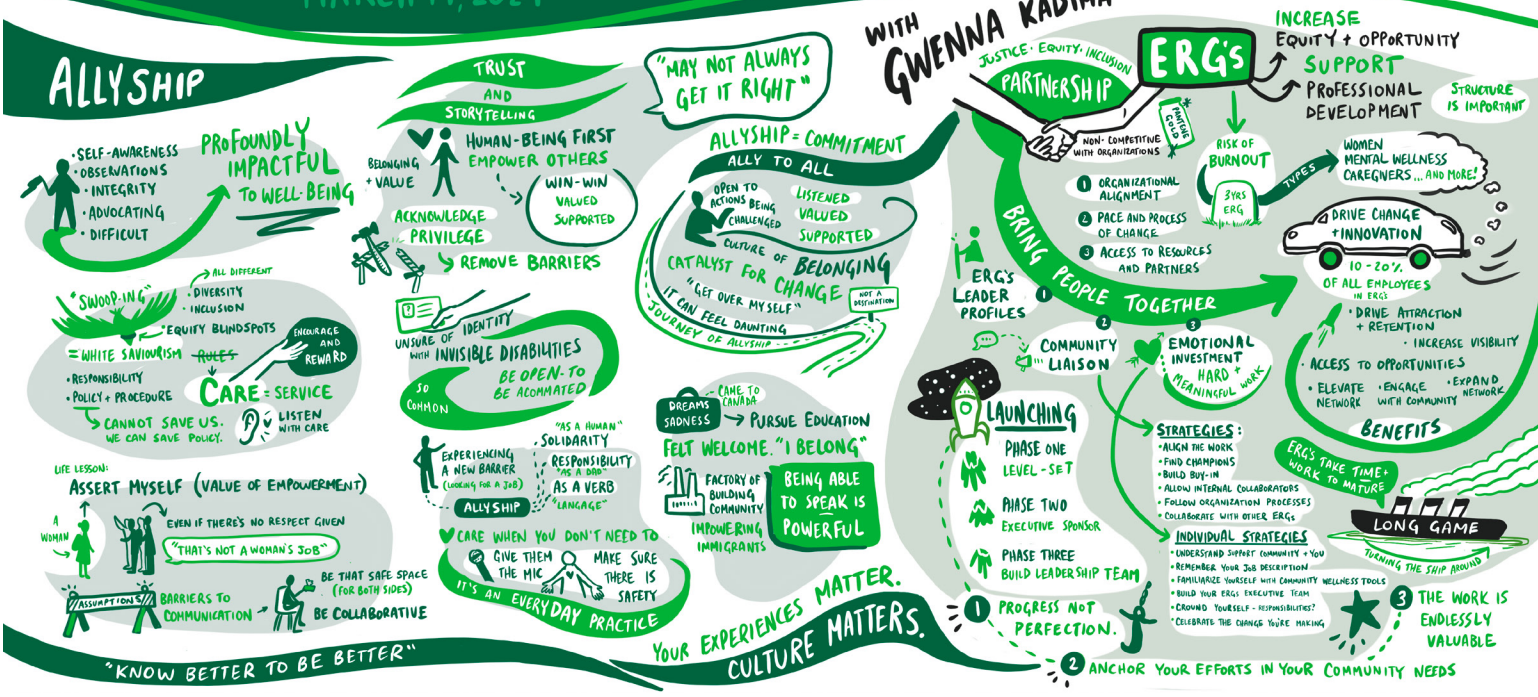 MARCH 14, 2024
ALLYSHIP
• SELF-AWARENESS
• OBSERVATIONS
• INTEGRITY
• ADVOCATING
• DIFFICULT
PROFOUNDLY
IMPACTFUL
TO WELL-BEING
"SWOOP-ING"
ALL DIFFERENT
• DIVERSITY
• INCLUSION
• EQUITY BLINDSPOTS
= WHITE SAVIOURISM
• RESPONSIBILITY
• POLICY + PROCEDURE
CANNOT SAVE US.
WE CAN SAVE POLICY.
RULES
ENCOURAGE
AND
REWARD
CARE = SERVICE
LISTEN
WITH CARE
LIFE LESSON:
ASSERT MYSELF (VALUE OF EMPOWERMENT)
A
WOMAN
EVEN IF THERE'S NO RESPECT GIVEN
"THAT'S NOT A WOMAN'S JOB"
ASSUMPTIONS
BARRIERS TO
COMMUNICATION
BE THAT SAFE SPACE
(FOR BOTH SIDES)
BE COLLABORATIVE
"KNOW BETTER TO BE BETTER"
TRUST
AND
STORYTELLING
BELONGING
+ VALUE
HUMAN-BEING FIRST
EMPOWER OTHERS
WIN-WIN
VALUED
SUPPORTED
ACKNOWLEDGE
PRIVILEGE
REMOVE BARRIERS
UNSURE OF IDENTITY
WITH INVISIBLE DISABILITIES
BE OPEN-TO
BE ACOMMATED
SO
COMMON
EXPERIENCING
A NEW BARRIER
(LOOKING FOR A JOB)
ALLYSHIP
"AS A HUMAN"
SOLIDARITY
RESPONSIBILITY
"AS A DAD"
AS A VERB
"LANGAGE"
CARE WHEN YOU DON'T NEED TO
GIVE THEM
THE MIC
MAKE SURE
THERE IS
SAFETY
IT'S AN EVERYDAY PRACTICE
"MAY NOT ALWAYS
GET IT RIGHT"
ALLYSHIP = COMMITMENT
ALLY TO ALL
OPEN TO
ACTIONS BEING
CHALLENGED
LISTENED
VALUED
SUPPORTED
CULTURE OF BELONGING
CATALYST FOR CHANGE
"GET OVER MYSELF"
IT CAN FEEL DAUNTING
JOURNEY OF ALLYSHIP
NOT A
DESTINATION
DREAMS
SADNESS
CAME TO
CANADA
PURSUE EDUCATION
FELT WELCOME. "I BELONG"
FACTORY OF
BUILDING
COMMUNITY
IMPOWERING
IMMIGRANTS
BEING ABLE
TO SPEAK IS
POWERFUL
YOUR EXPERIENCES MATTER.
CULTURE MATTERS.
WITH
GWENNA KADIMA
JUSTICE · EQUITY · INCLUSION
PARTNERSHIP
ERG's
INCREASE
EQUITY + OPPORTUNITY
SUPPORT
PROFESSIONAL
DEVELOPMENT
STRUCTURE
IS IMPORTANT
NON-COMPETITIVE
WITH ORGANIZATIONS
PANTENE
GOLD
1 ORGANIZATIONAL
ALIGNMENT
2 PACE AND PROCESS
OF CHANGE
3 ACCESS TO RESOURCES
AND PARTNERS
RISK OF
BURNOUT
3YRS
ERG
TYPES
WOMEN
MENTAL WELLNESS
CAREGIVERS ... AND MORE!
DRIVE CHANGE
+ INNOVATION
10-20%
OF ALL EMPLOYEES
IN ERG's
BRING PEOPLE TOGETHER
ERG'S
LEADER
PROFILES
1
2
COMMUNITY
LIAISON
3
EMOTIONAL
INVESTMENT
HARD +
MEANINGFUL WORK
• DRIVE ATTRACTION
+ RETENTION
• INCREASE VISIBILITY
• ACCESS TO OPPORTUNITIES
• ELEVATE
NETWORK
• ENGAGE
WITH COMMUNITY
• EXPAND
NETWORK
BENEFITS
LAUNCHING
PHASE ONE
LEVEL-SET
PHASE TWO
EXECUTIVE SPONSOR
PHASE THREE
BUILD LEADERSHIP TEAM
STRATEGIES:
• ALIGN THE WORK
• FIND CHAMPIONS
• BUILD BUY-IN
• ALLOW INTERNAL COLLABORATORS
• FOLLOW ORGANIZATION PROCESSES
• COLLABORATE WITH OTHER ERGs
INDIVIDUAL STRATEGIES
• UNDERSTAND SUPPORT COMMUNITY + YOU
• REMEMBER YOUR JOB DESCRIPTION
• FAMILIARIZE YOURSELF WITH COMMUNITY WELLNESS TOOLS
• BUILD YOUR ERGS EXECUTIVE TEAM
• GROUND YOURSELF - RESPONSIBILITIES?
• CELEBRATE THE CHANGE YOU'RE MAKING
ERG'S TAKE TIME +
WORK TO MATURE
LONG GAME
TURNING THE SHIP AROUND
1 PROGRESS NOT
PERFECTION.
2 ANCHOR YOUR EFFORTS IN YOUR COMMUNITY NEEDS
3 THE WORK IS
ENDLESSLY
VALUABLE